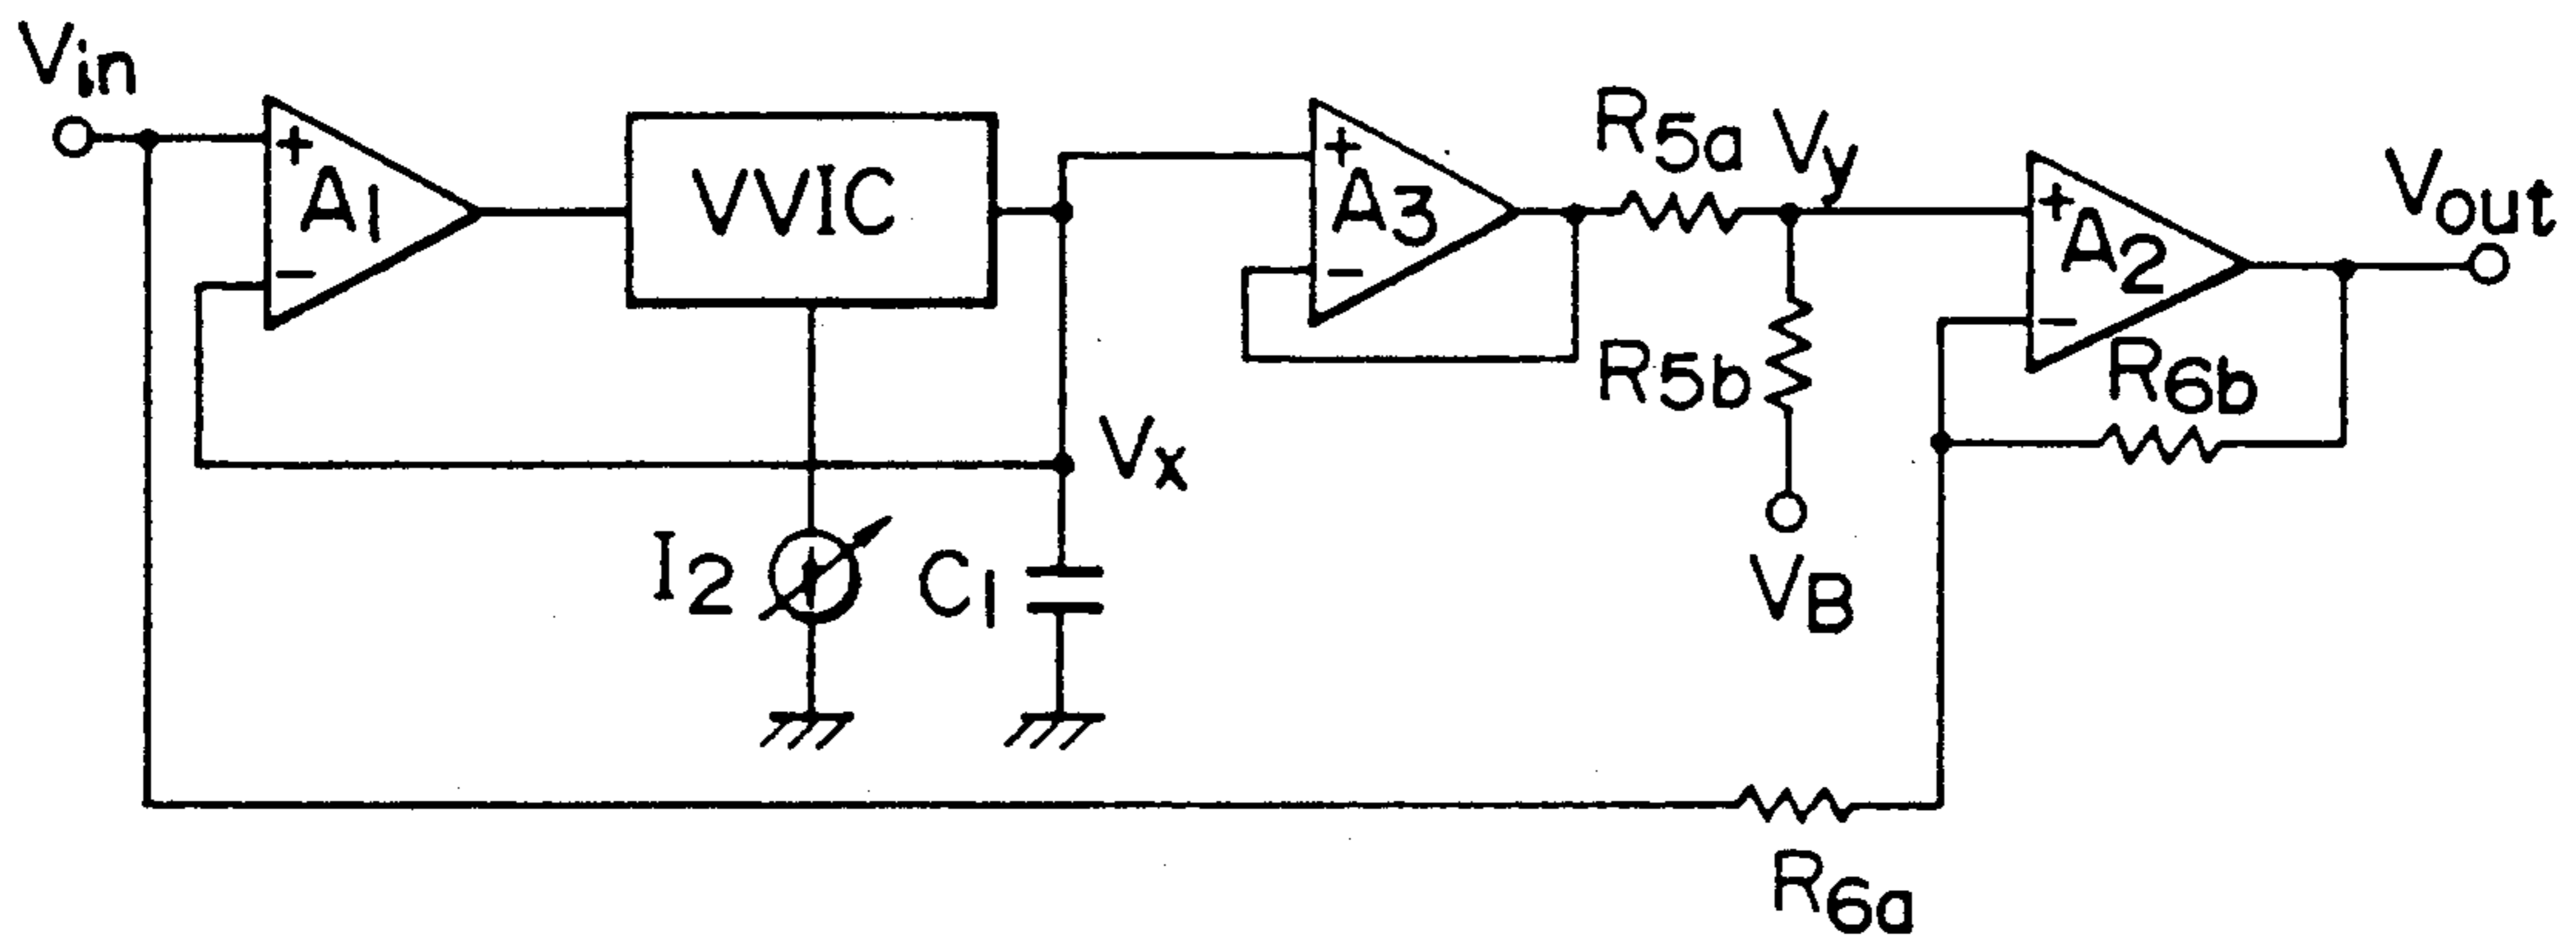 Vin
+
A1
−
VVIC
+
A3
−
R5a
Vy
+
A2
−
Vout
R5b
R6b
Vx
I2
C1
VB
R6a